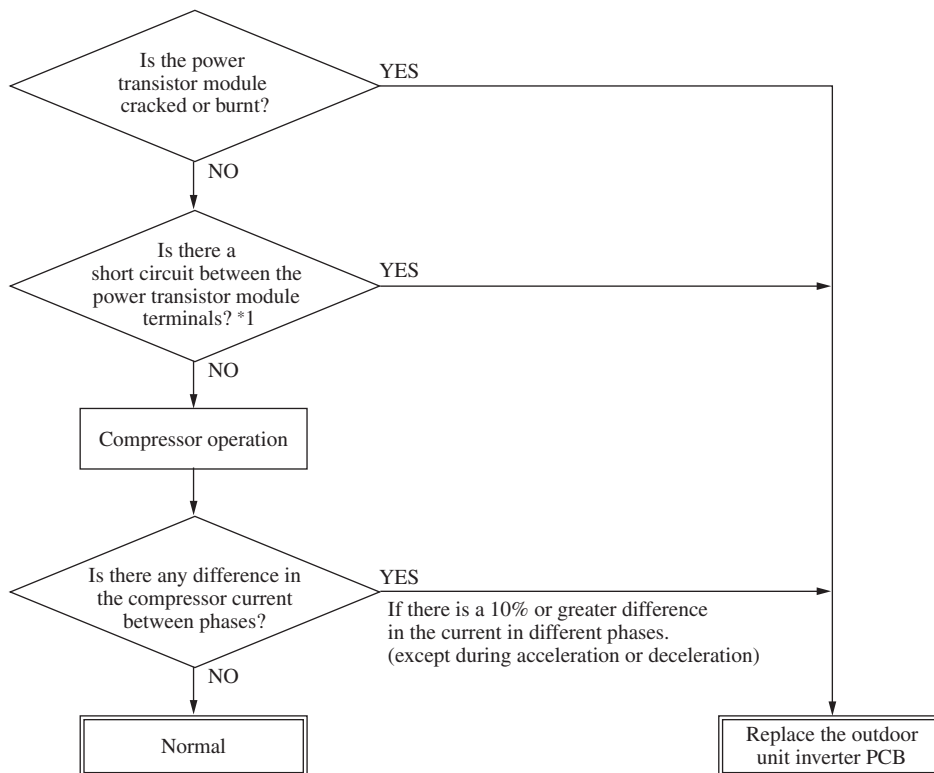 Is the power
transistor module
cracked or burnt?
YES
NO
Is there a
short circuit between the
power transistor module
terminals? *1
YES
NO
Compressor operation
Is there any difference in
the compressor current
between phases?
YES
If there is a 10% or greater difference
in the current in different phases.
(except during acceleration or deceleration)
NO
Normal
Replace the outdoor
unit inverter PCB